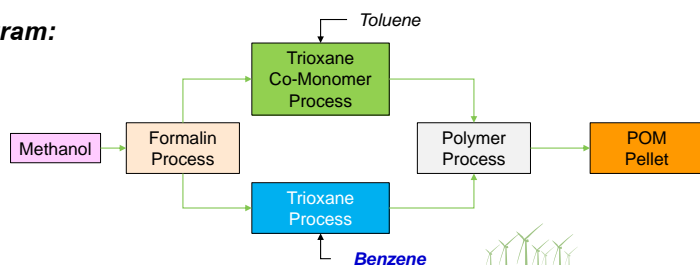 ram:
Toluene
Trioxane
Co-Monomer
Process
Methanol
Formalin
Process
Polymer
Process
POM
Pellet
Trioxane
Process
Benzene